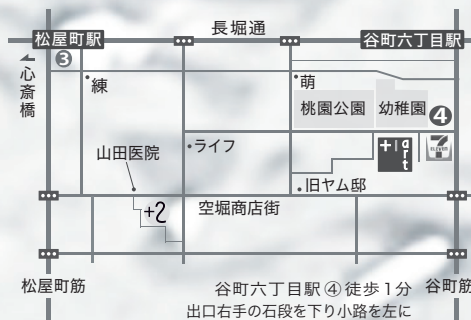 長堀通
松屋町駅
谷町六丁目駅
③
心斎橋
練
萌
桃園公園
幼稚園
④
ライフ
+1 art
7 ELEVEN
山田医院
旧ヤム邸
+2
空堀商店街
松屋町筋
谷町六丁目駅④徒歩1分
谷町筋
出口右手の石段を下り小路を左に